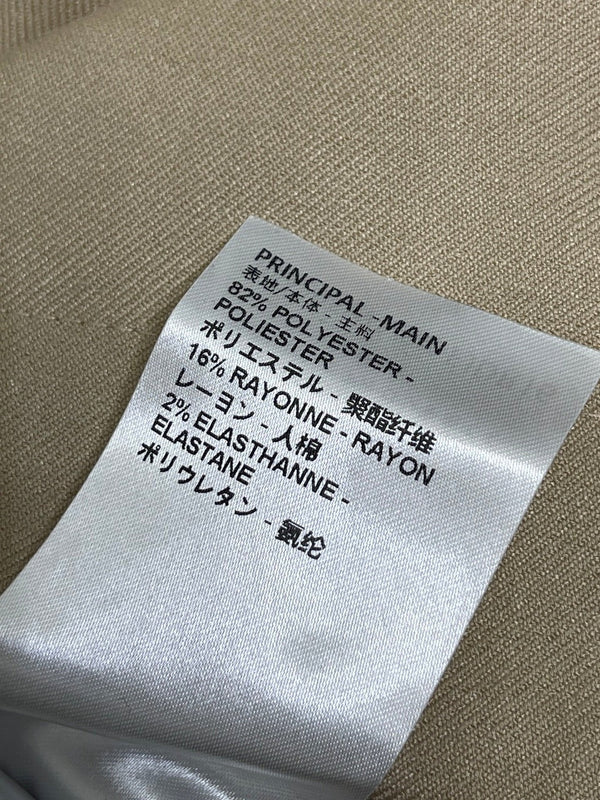 PRINCIPAL - MAIN
表地/本体 - 主料
82% POLYESTER -
POLIESTER
ポリエステル - 聚酯纤维
16% RAYONNE - RAYON
レーヨン - 人棉
2% ELASTHANNE -
ELASTANE
ポリウレタン - 氨纶